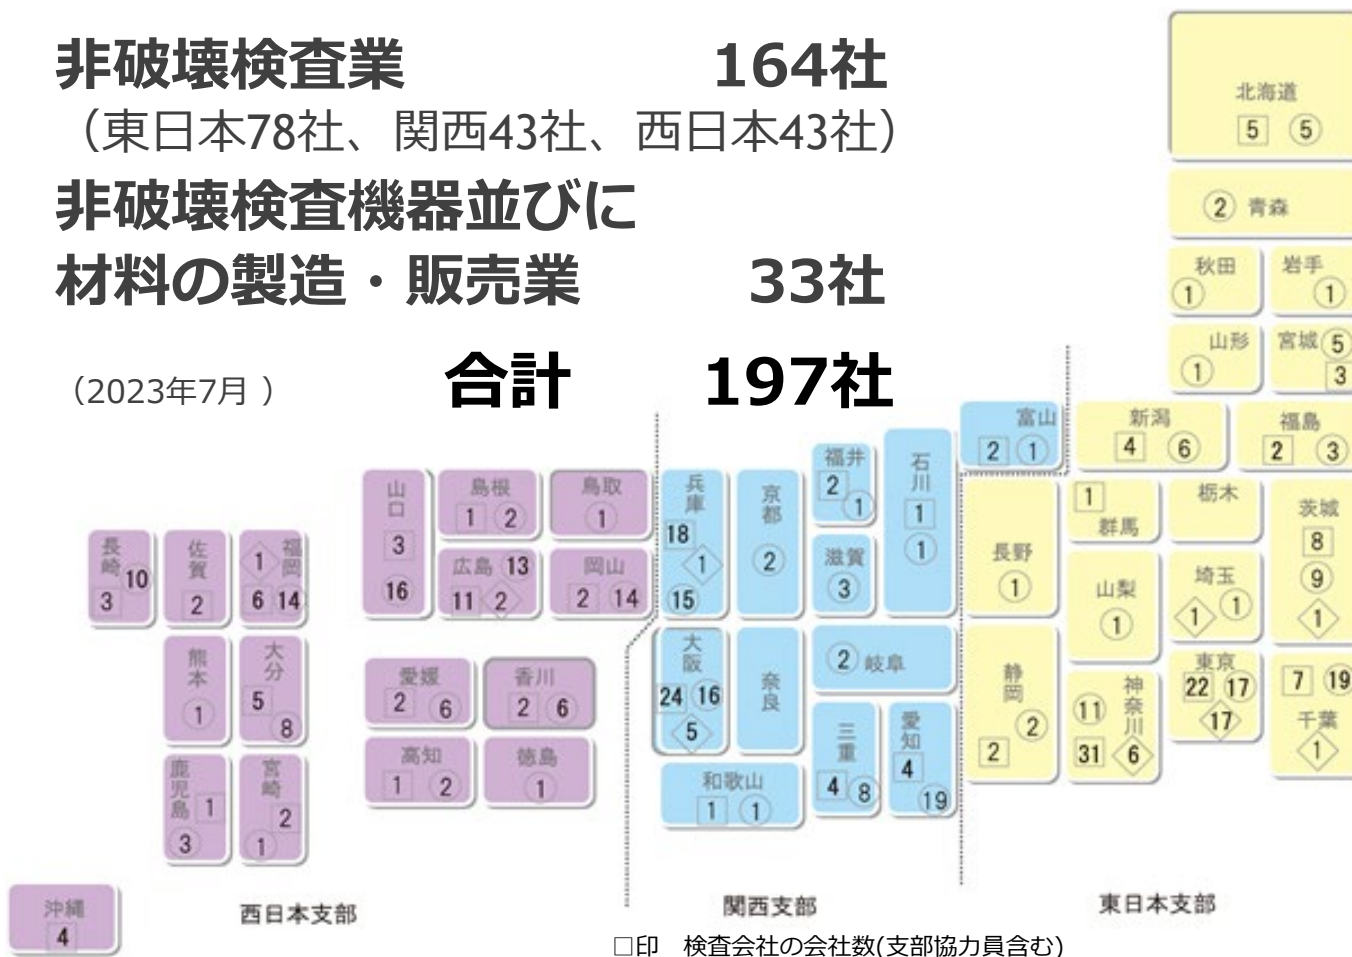 非破壊検査業 164社
（東日本78社、関西43社、西日本43社）
非破壊検査機器並びに
材料の製造・販売業 33社
（2023年7月 ） 合計 197社
北海道
5 5
2 青森
秋田
1
岩手
1
山形
1
宮城 5
3
富山
2 1
新潟
4 6
福島
2 3
山口
3
16
島根
1 2
鳥取
1
広島 13
11 2
岡山
2 14
兵庫
18
1
15
京都
2
福井
2
1
滋賀
3
石川
1
1
長野
1
1
群馬
栃木
茨城
8
9
1
山梨
1
埼玉
1 1
長崎 10
3
佐賀
2
福岡
1
6 14
熊本
1
大分
5
8
鹿児島 1
3
宮崎
2
1
愛媛
2 6
香川
2 6
高知
1 2
徳島
1
大阪
24 16
5
奈良
2 岐阜
三重
4 8
愛知
4
19
和歌山
1 1
静岡
2
2
神奈川
11
31 6
東京
22 17
17
7 19
千葉
1
沖縄
4
西日本支部
関西支部
東日本支部
□印 検査会社の会社数(支部協力員含む)